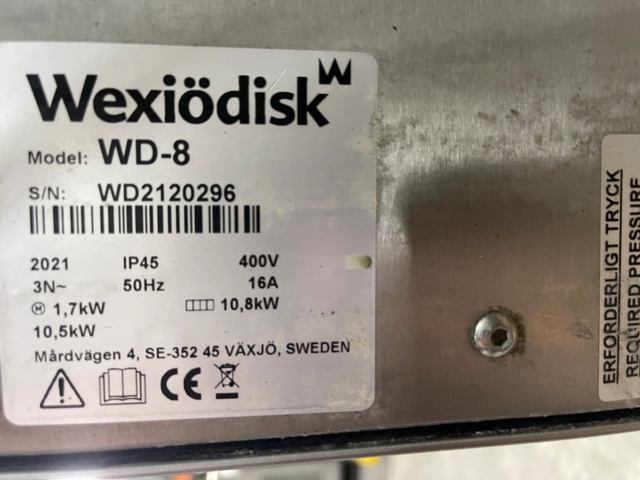 Wexiödisk
Model: WD-8
S/N: WD2120296
2021 IP45 400V
3N~ 50Hz 16A
M 1,7kW 10,8kW
10,5kW
Mårdvägen 4, SE-352 45 VÄXJÖ, SWEDEN
CE
ERFORDERLIGT TRYCK
REQUIRED PRESSURE